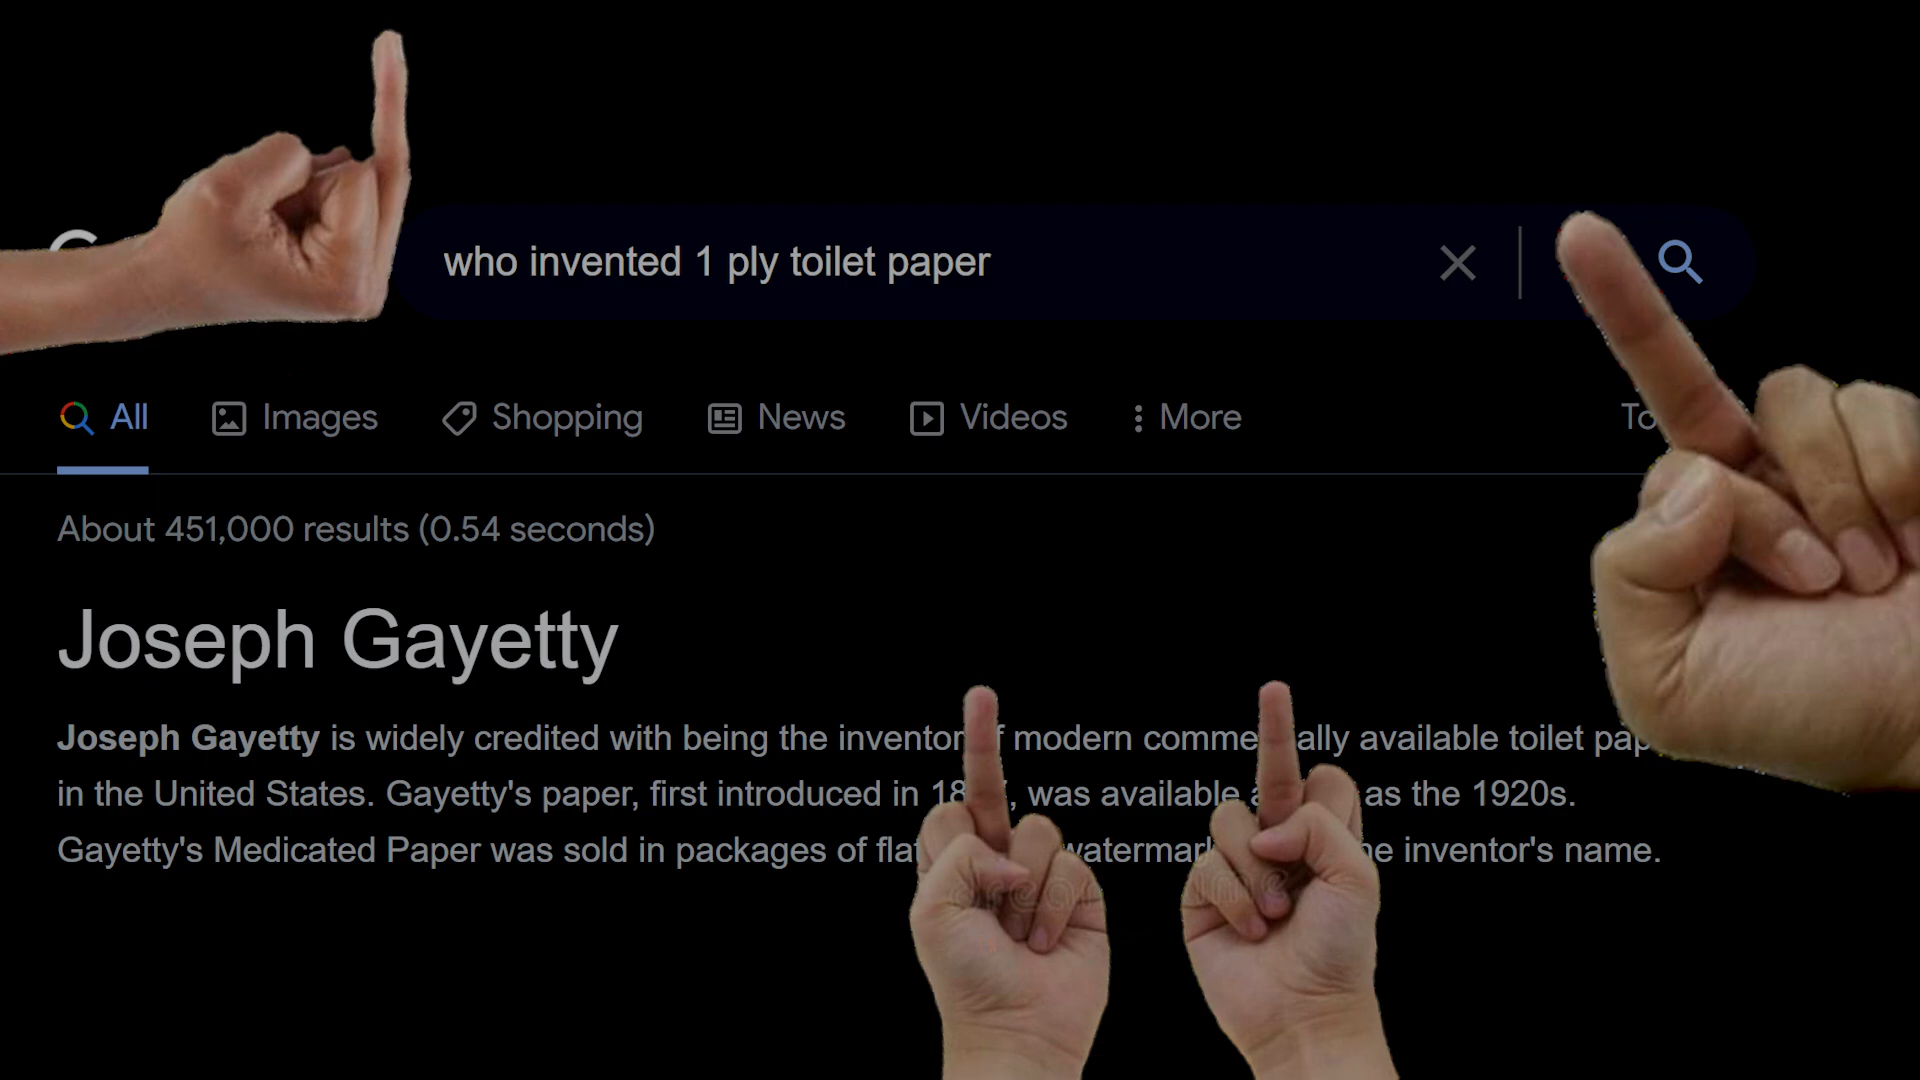 who invented 1 ply toilet paper
All Images Shopping News Videos More
About 451,000 results (0.54 seconds)
Joseph Gayetty
Joseph Gayetty is widely credited with being the inventor modern available toilet
in the United States. Gayetty's paper, first introduced in was available as the 1920s.
Gayetty's Medicated Paper was sold in packages of inventor's name.